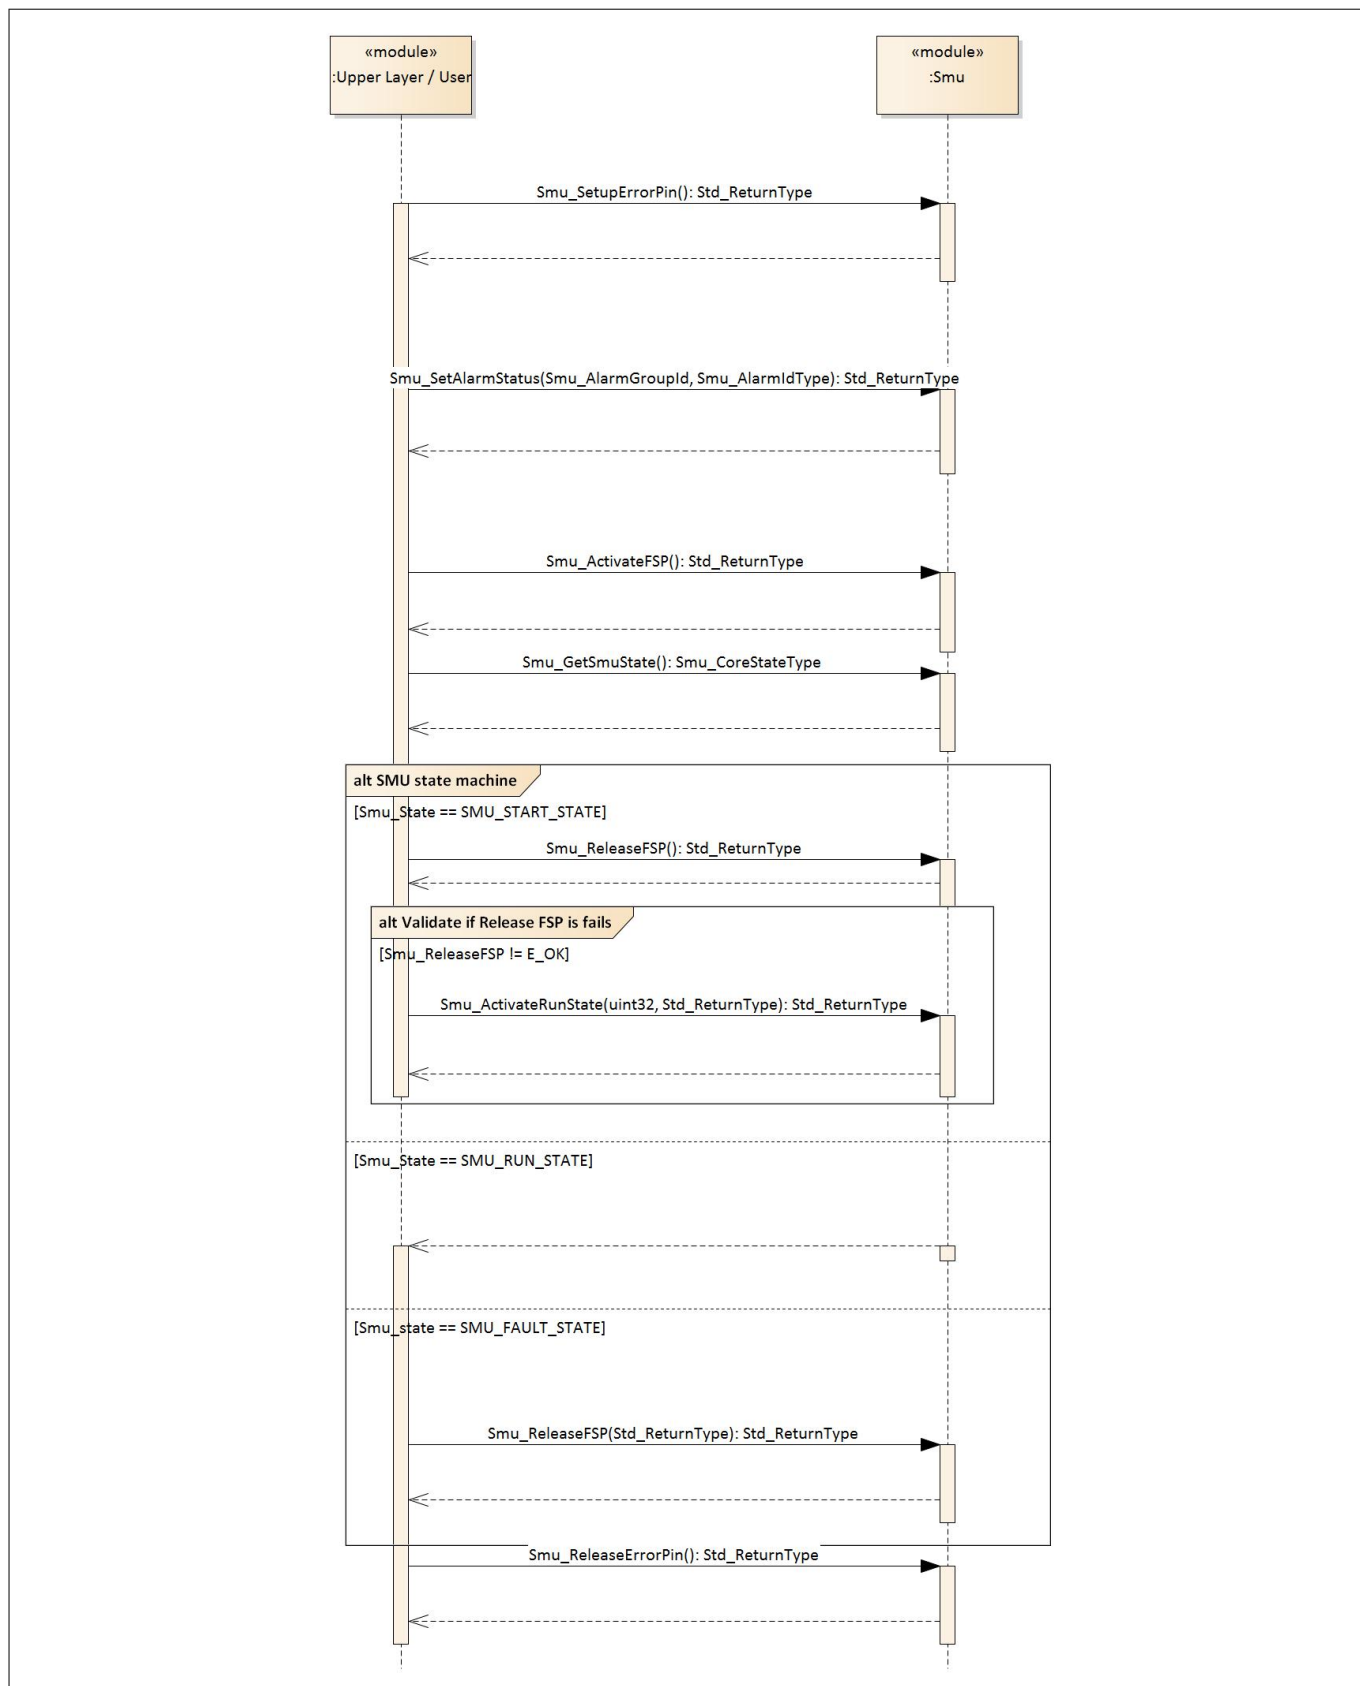 «module»
:Upper Layer / User
«module»
:Smu
Smu_SetupErrorPin(): Std_ReturnType
Smu_SetAlarmStatus(Smu_AlarmGroupId, Smu_AlarmIdType): Std_ReturnType
Smu_ActivateFSP(): Std_ReturnType
Smu_GetSmuState(): Smu_CoreStateType
alt SMU state machine
[Smu_State == SMU_START_STATE]
Smu_ReleaseFSP(): Std_ReturnType
alt Validate if Release FSP is fails
[Smu_ReleaseFSP != E_OK]
Smu_ActivateRunState(uint32, Std_ReturnType): Std_ReturnType
[Smu_State == SMU_RUN_STATE]
[Smu_state == SMU_FAULT_STATE]
Smu_ReleaseFSP(Std_ReturnType): Std_ReturnType
Smu_ReleaseErrorPin(): Std_ReturnType